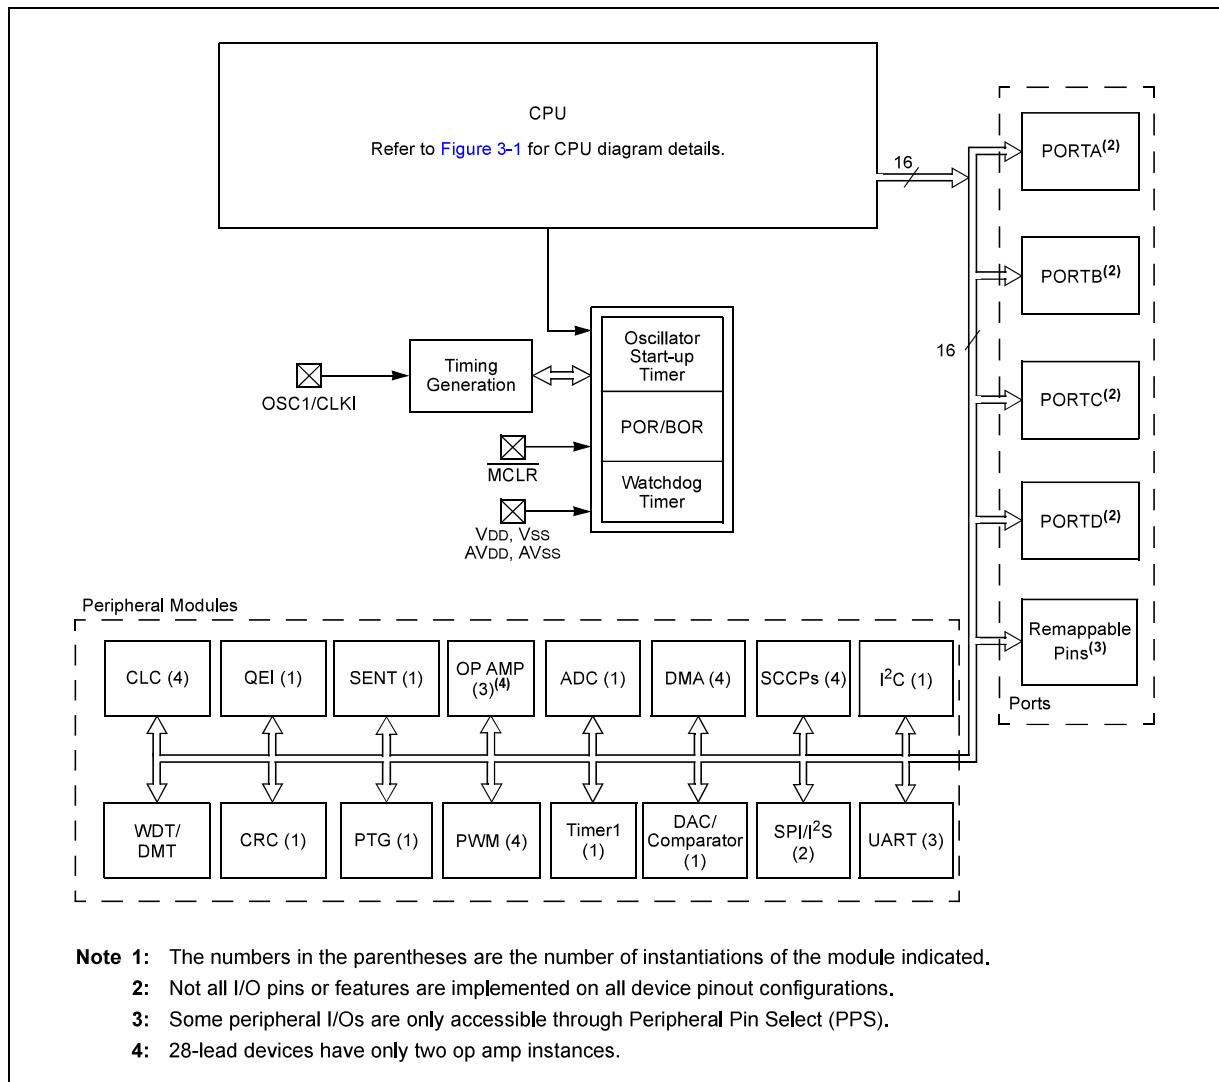 CPU
Refer to Figure 3-1 for CPU diagram details.
16
PORTA(2)
PORTB(2)
16
PORTC(2)
PORTD(2)
Remappable
Pins(3)
Ports
Oscillator
Start-up
Timer
POR/BOR
Watchdog
Timer
Timing
Generation
OSC1/CLKI
MCLR
VDD, VSS
AVDD, AVSS
Peripheral Modules
CLC (4)
QEI (1)
SENT (1)
OP AMP
(3)(4)
ADC (1)
DMA (4)
SCCPs (4)
I2C (1)
WDT/
DMT
CRC (1)
PTG (1)
PWM (4)
Timer1
(1)
DAC/
Comparator
(1)
SPI/I2S
(2)
UART (3)
Note 1: The numbers in the parentheses are the number of instantiations of the module indicated.
2: Not all I/O pins or features are implemented on all device pinout configurations.
3: Some peripheral I/Os are only accessible through Peripheral Pin Select (PPS).
4: 28-lead devices have only two op amp instances.